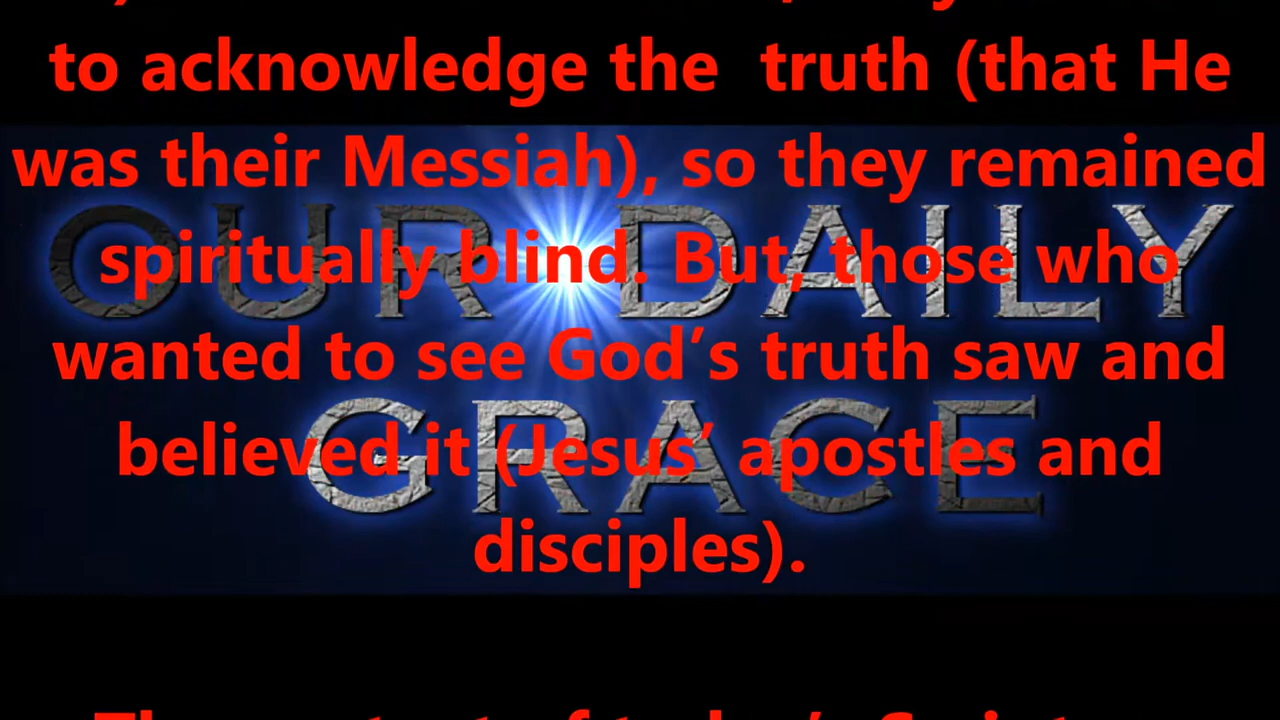 to acknowledge the  truth (that He
was their Messiah), so they remained
spiritually blind. But, those who
wanted to see God’s truth saw and
believed it (Jesus’ apostles and
disciples).
OUR DAILY
GRACE